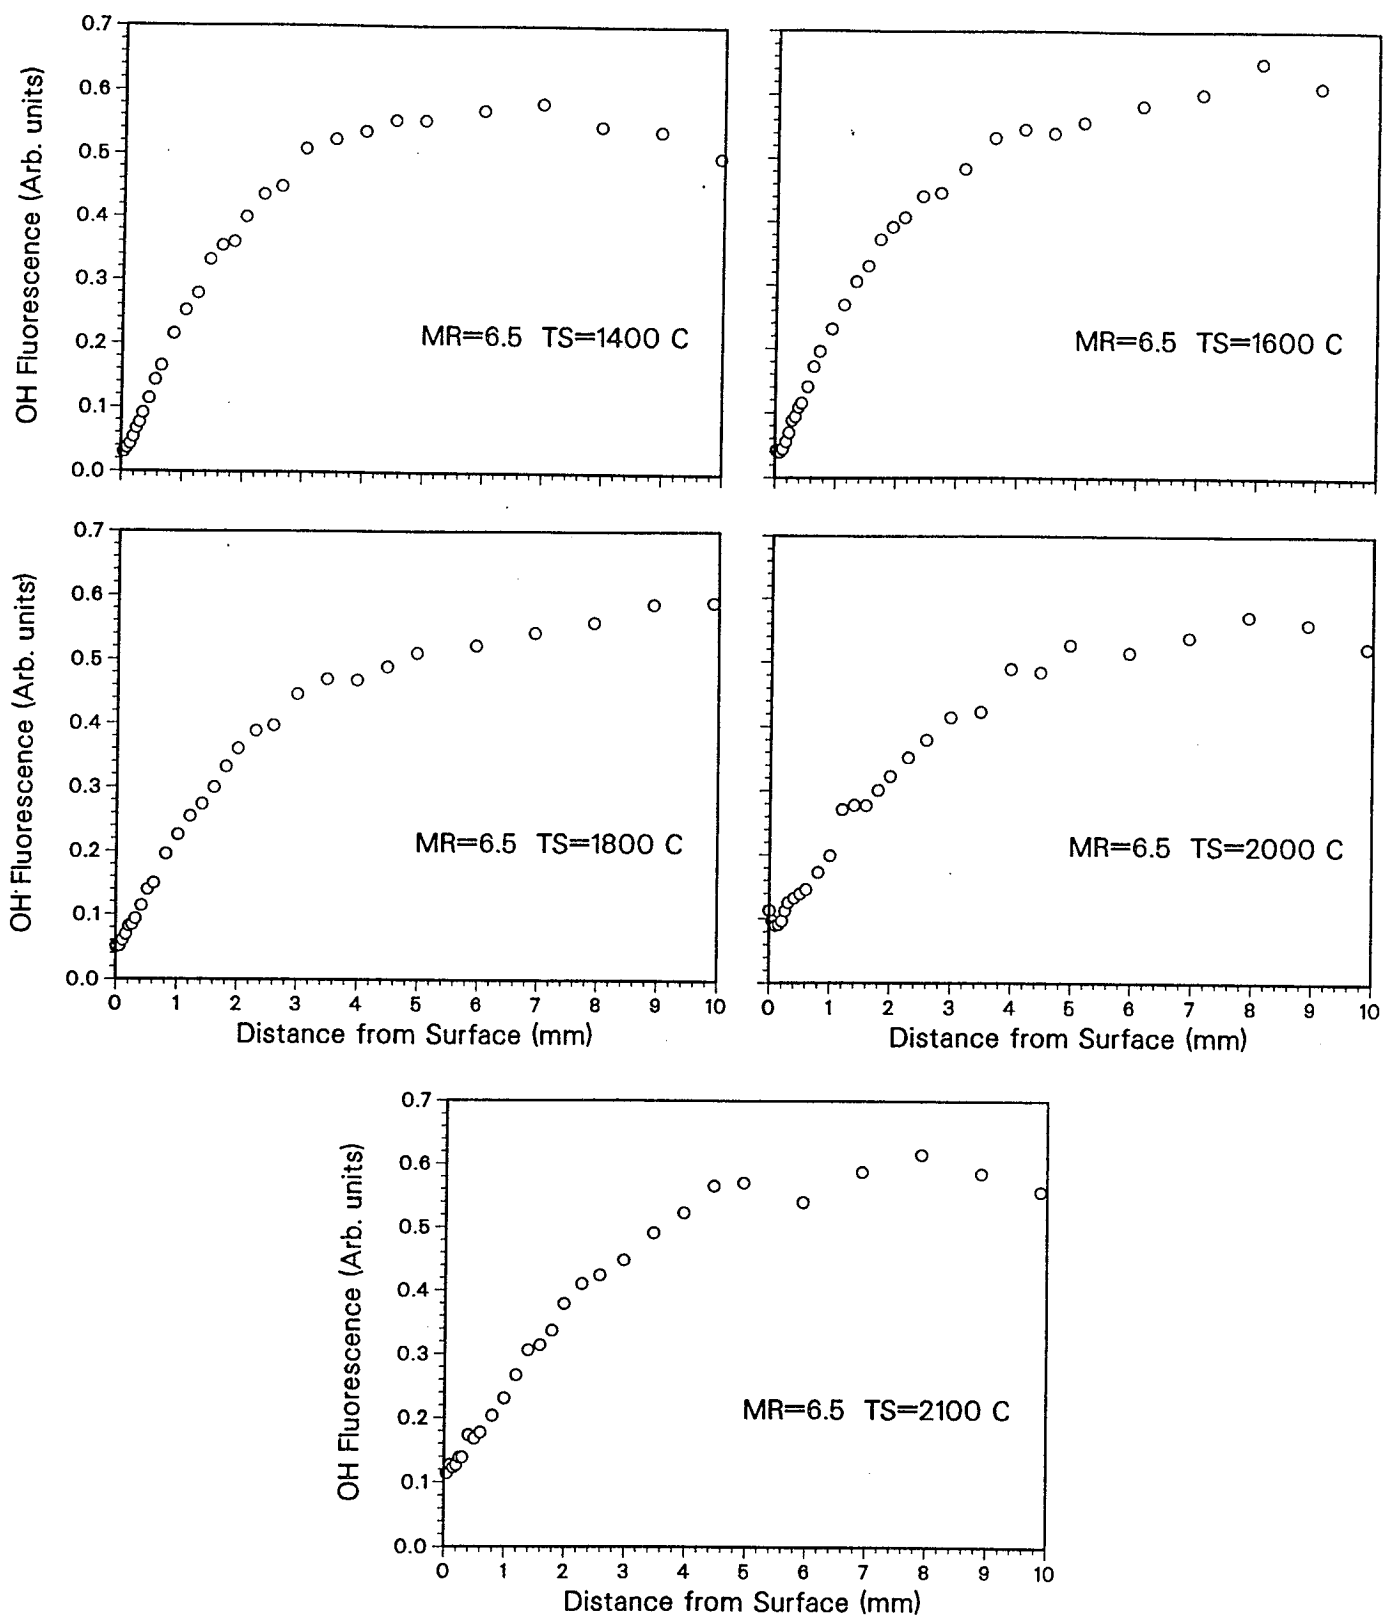 0.7
0.6
0.5
0.4
0.3
0.2
0.1
0.0
OH Fluorescence (Arb. units)
MR=6.5 TS=1400 C
MR=6.5 TS=1600 C
0.7
0.6
0.5
0.4
0.3
0.2
0.1
0.0
OH Fluorescence (Arb. units)
MR=6.5 TS=1800 C
0 1 2 3 4 5 6 7 8 9 10
Distance from Surface (mm)
MR=6.5 TS=2000 C
0 1 2 3 4 5 6 7 8 9 10
Distance from Surface (mm)
0.7
0.6
0.5
0.4
0.3
0.2
0.1
0.0
OH Fluorescence (Arb. units)
MR=6.5 TS=2100 C
0 1 2 3 4 5 6 7 8 9 10
Distance from Surface (mm)